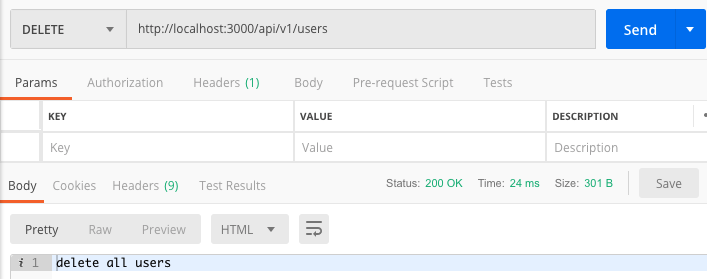 DELETE http://localhost:3000/api/v1/users Send
Params Authorization Headers (1) Body Pre-request Script Tests
KEY VALUE DESCRIPTION
Key Value Description
Body Cookies Headers (9) Test Results Status: 200 OK Time: 24 ms Size: 301 B Save
Pretty Raw Preview HTML
i 1 delete all users